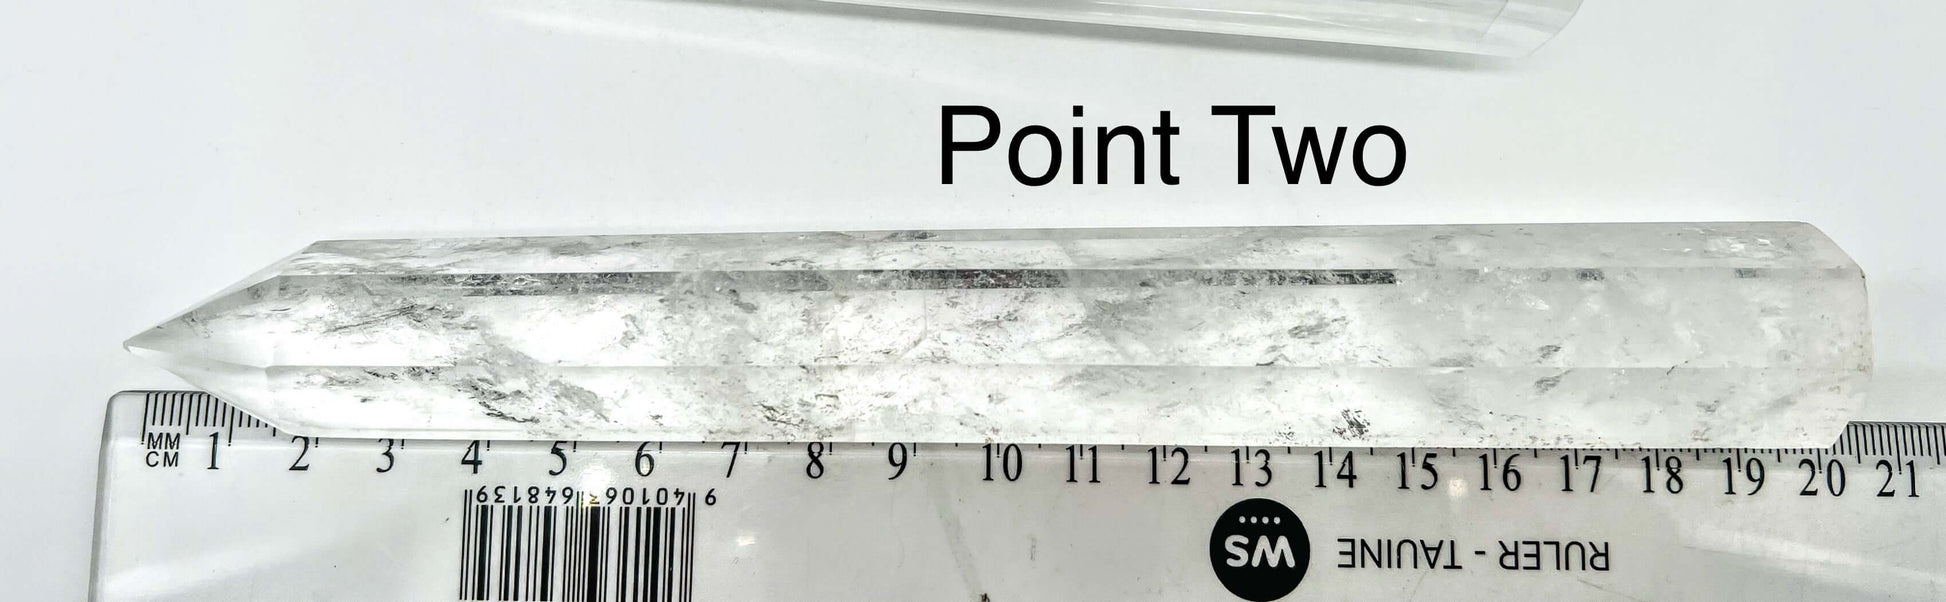 Point Two
MM
CM 1 2 3 4 5 6 7 8 9 10 11 12 13 14 15 16 17 18 19 20 21
9 401063 648139
WS
RULER - TAUINE